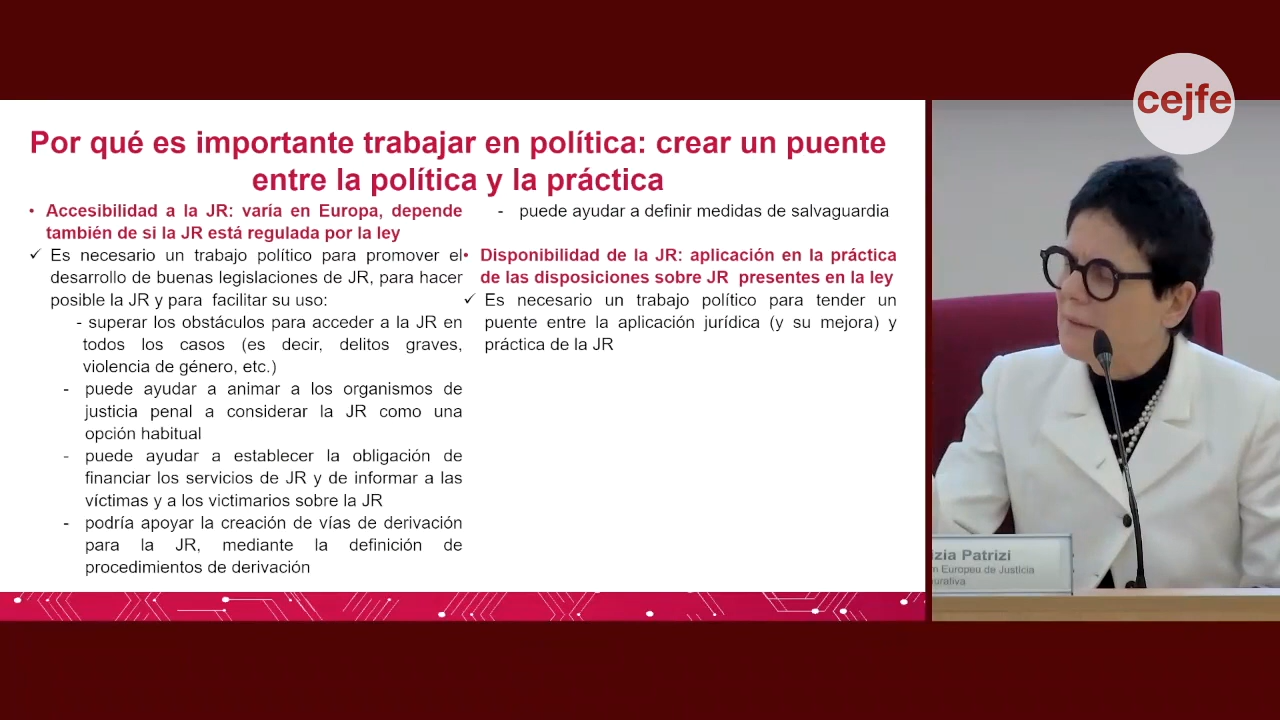 cejfe
Por qué es importante trabajar en política: crear un puente
entre la política y la práctica
• Accesibilidad a la JR: varía en Europa, depende
también de si la JR está regulada por la ley
✓ Es necesario un trabajo político para promover el
desarrollo de buenas legislaciones de JR, para hacer
posible la JR y para facilitar su uso:
- superar los obstáculos para acceder a la JR en
todos los casos (es decir, delitos graves,
violencia de género, etc.)
- puede ayudar a animar a los organismos de
justicia penal a considerar la JR como una
opción habitual
- puede ayudar a establecer la obligación de
financiar los servicios de JR y de informar a las
víctimas y a los victimarios sobre la JR
- podría apoyar la creación de vías de derivación
para la JR, mediante la definición de
procedimientos de derivación
- puede ayudar a definir medidas de salvaguardia
• Disponibilidad de la JR: aplicación en la práctica
de las disposiciones sobre JR presentes en la ley
✓ Es necesario un trabajo político para tender un
puente entre la aplicación jurídica (y su mejora) y
práctica de la JR
izia Patrizi
Europeu de Justícia